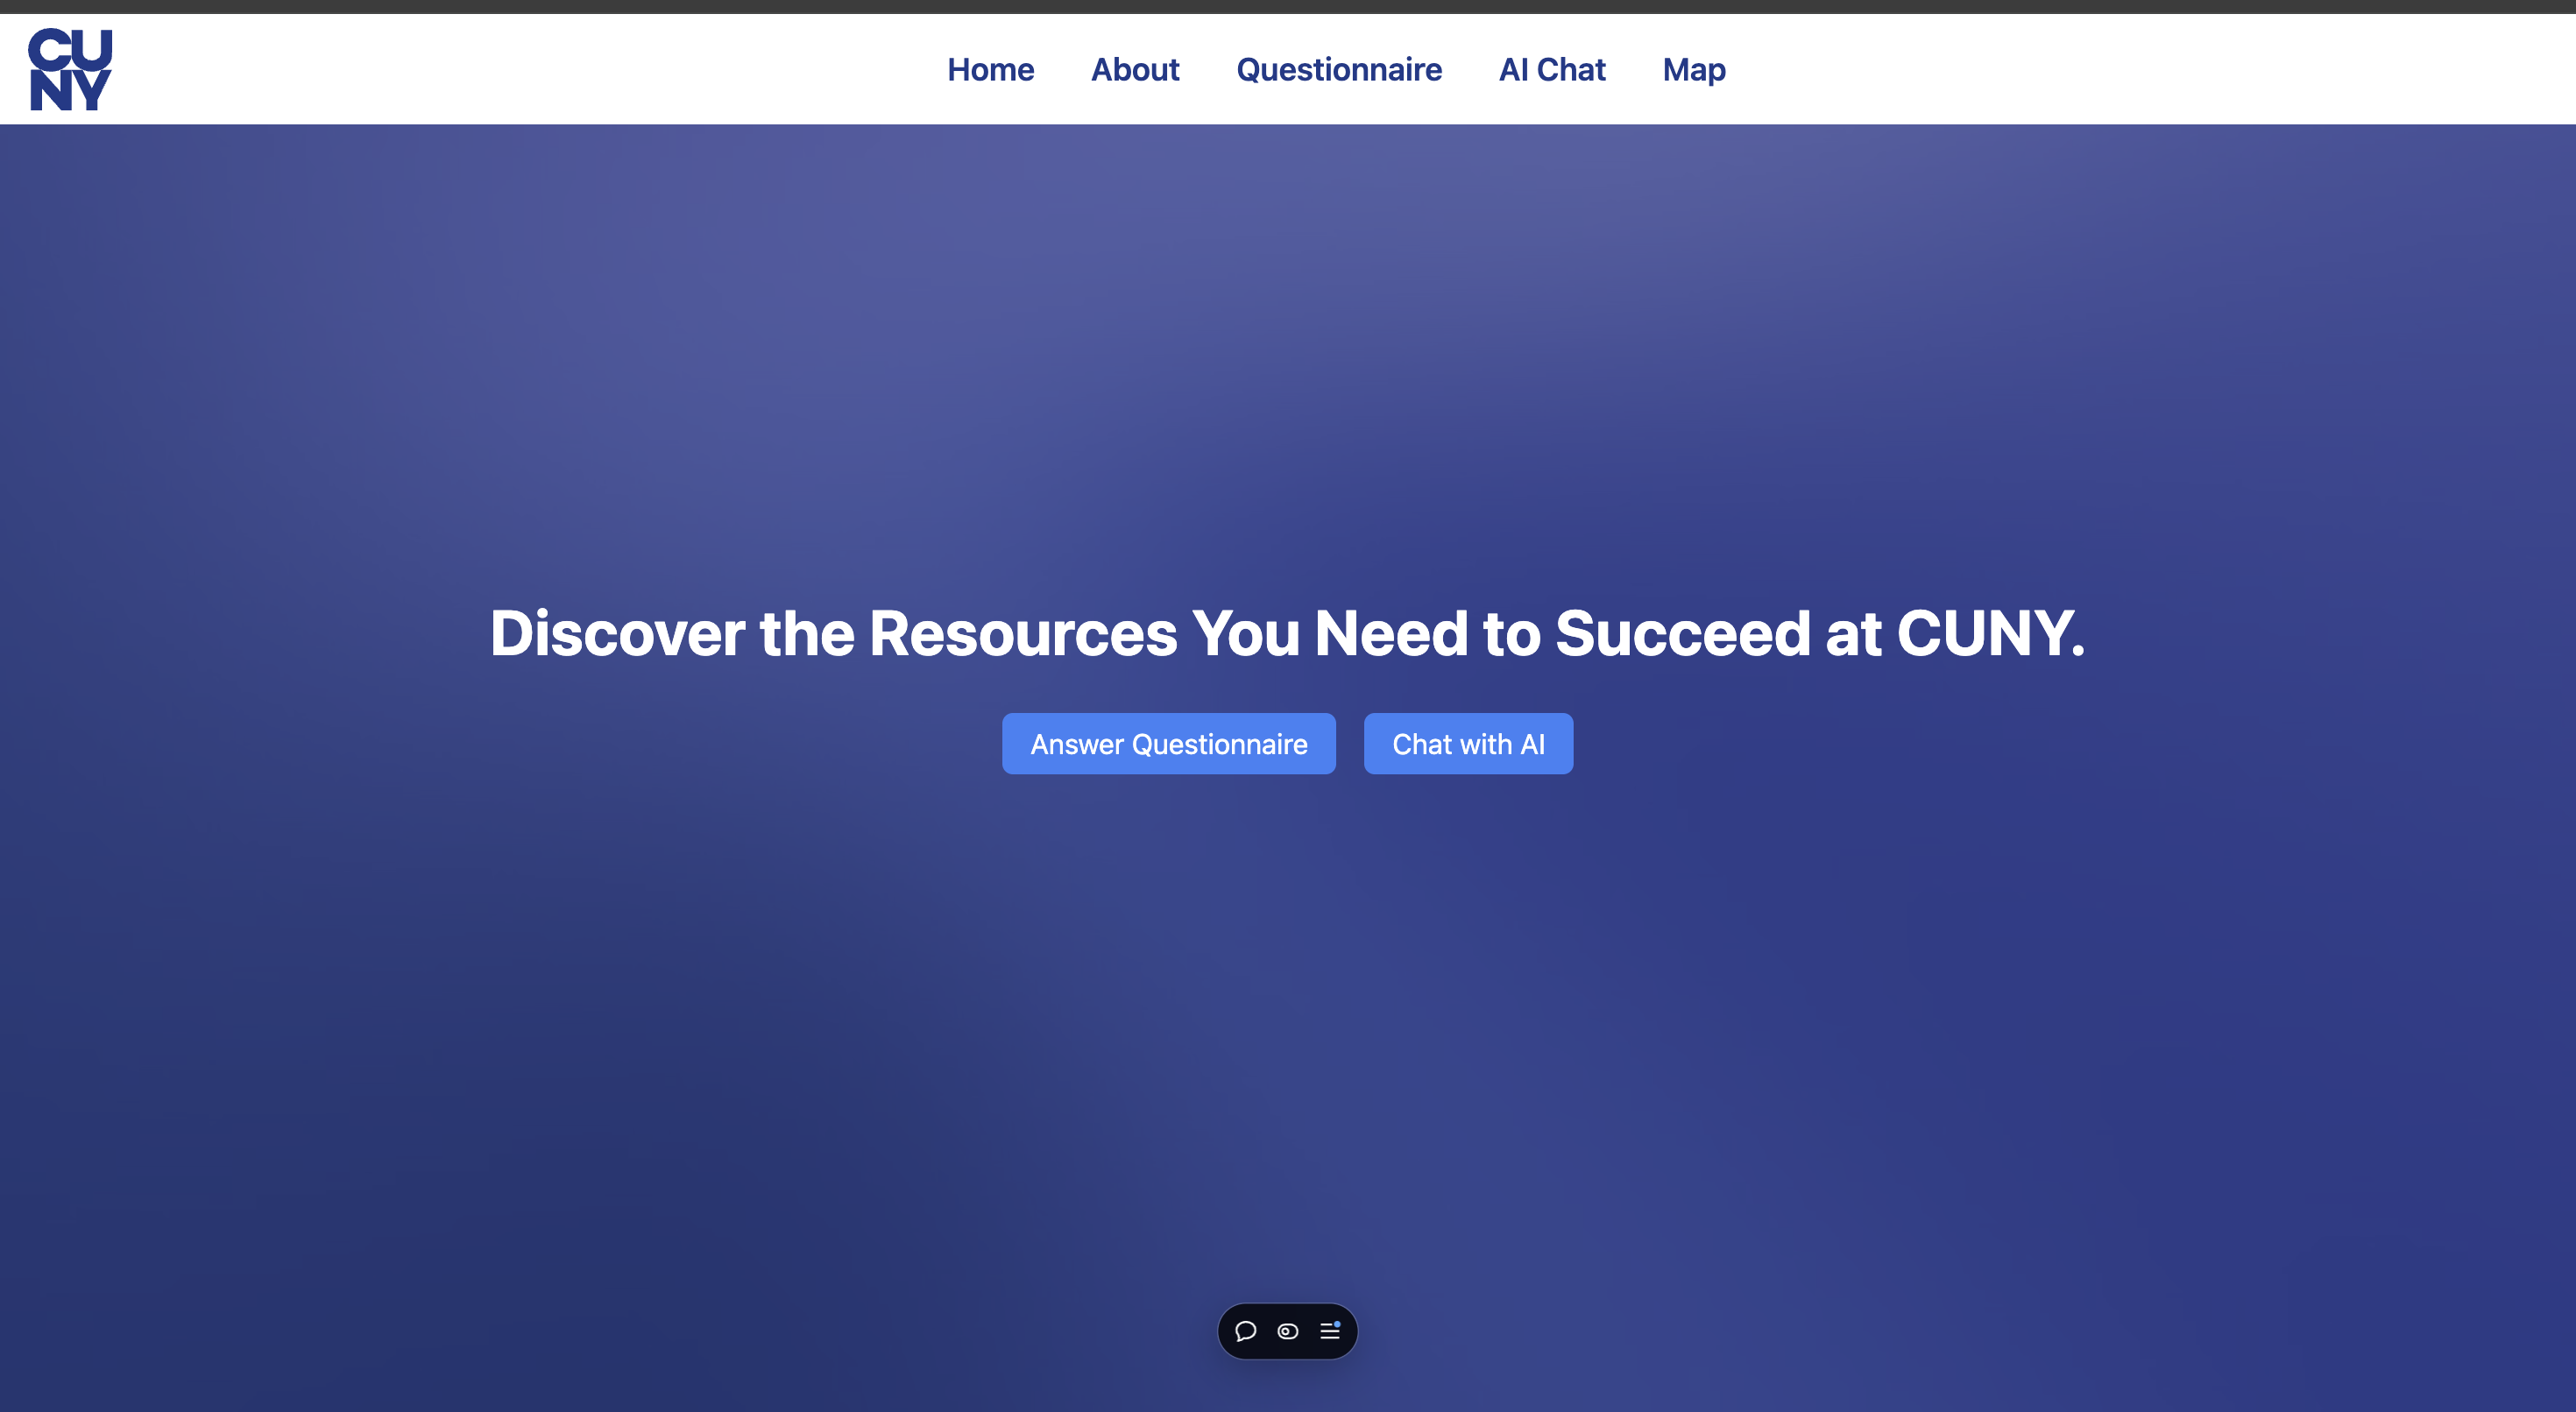 CU
NY
Home About Questionnaire AI Chat Map
Discover the Resources You Need to Succeed at CUNY.
Answer Questionnaire Chat with AI